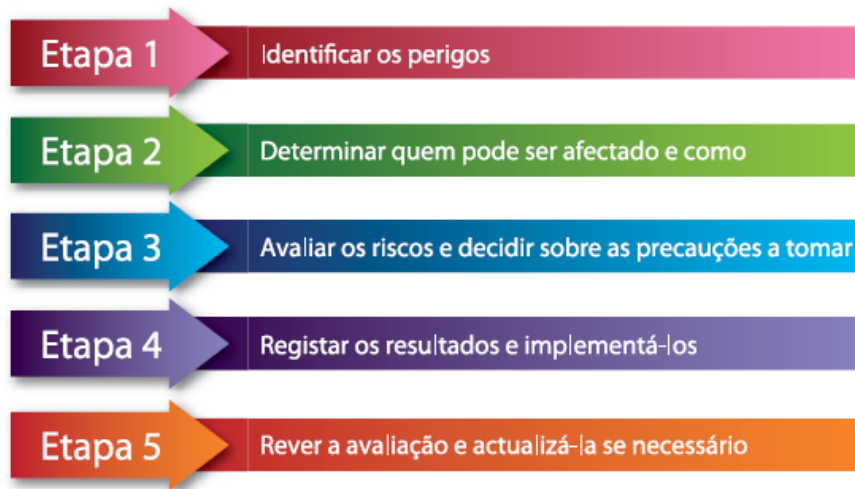 Etapa 1 Identificar os perigos
Etapa 2 Determinar quem pode ser afectado e como
Etapa 3 Avaliar os riscos e decidir sobre as precauções a tomar
Etapa 4 Registar os resultados e implementá-los
Etapa 5 Rever a avaliação e actualizá-la se necessário